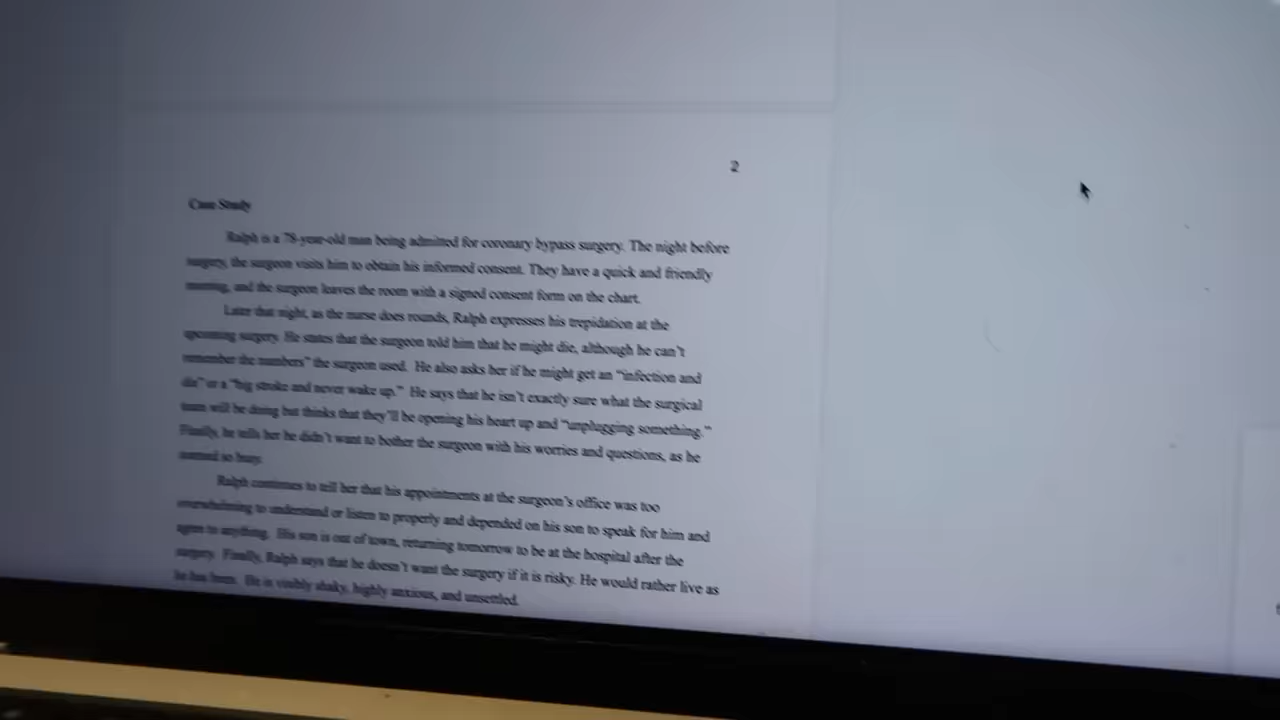 2
Case Study
Ralph is a 78-year-old man being admitted for coronary bypass surgery. The night before
surgery, the surgeon visits him to obtain his informed consent. They have a quick and friendly
meeting, and the surgeon leaves the room with a signed consent form on the chart.
Later that night, as the nurse does rounds, Ralph expresses his trepidation at the
upcoming surgery. He states that the surgeon told him that he might die, although he can't
remember the numbers" the surgeon used. He also asks her if he might get an "infection and
die" or a "big stroke and never wake up." He says that he isn't exactly sure what the surgical
team will be doing but thinks that they'll be opening his heart up and "unplugging something."
Finally, he tells her he didn't want to bother the surgeon with his worries and questions, as he
seemed so busy.
Ralph continues to tell her that his appointments at the surgeon's office was too
overwhelming to understand or listen to properly and depended on his son to speak for him and
agree to anything. His son is out of town, returning tomorrow to be at the hospital after the
surgery. Finally, Ralph says that he doesn't want the surgery if it is risky. He would rather live as
he has been. He is visibly shaky, highly anxious, and unsettled.